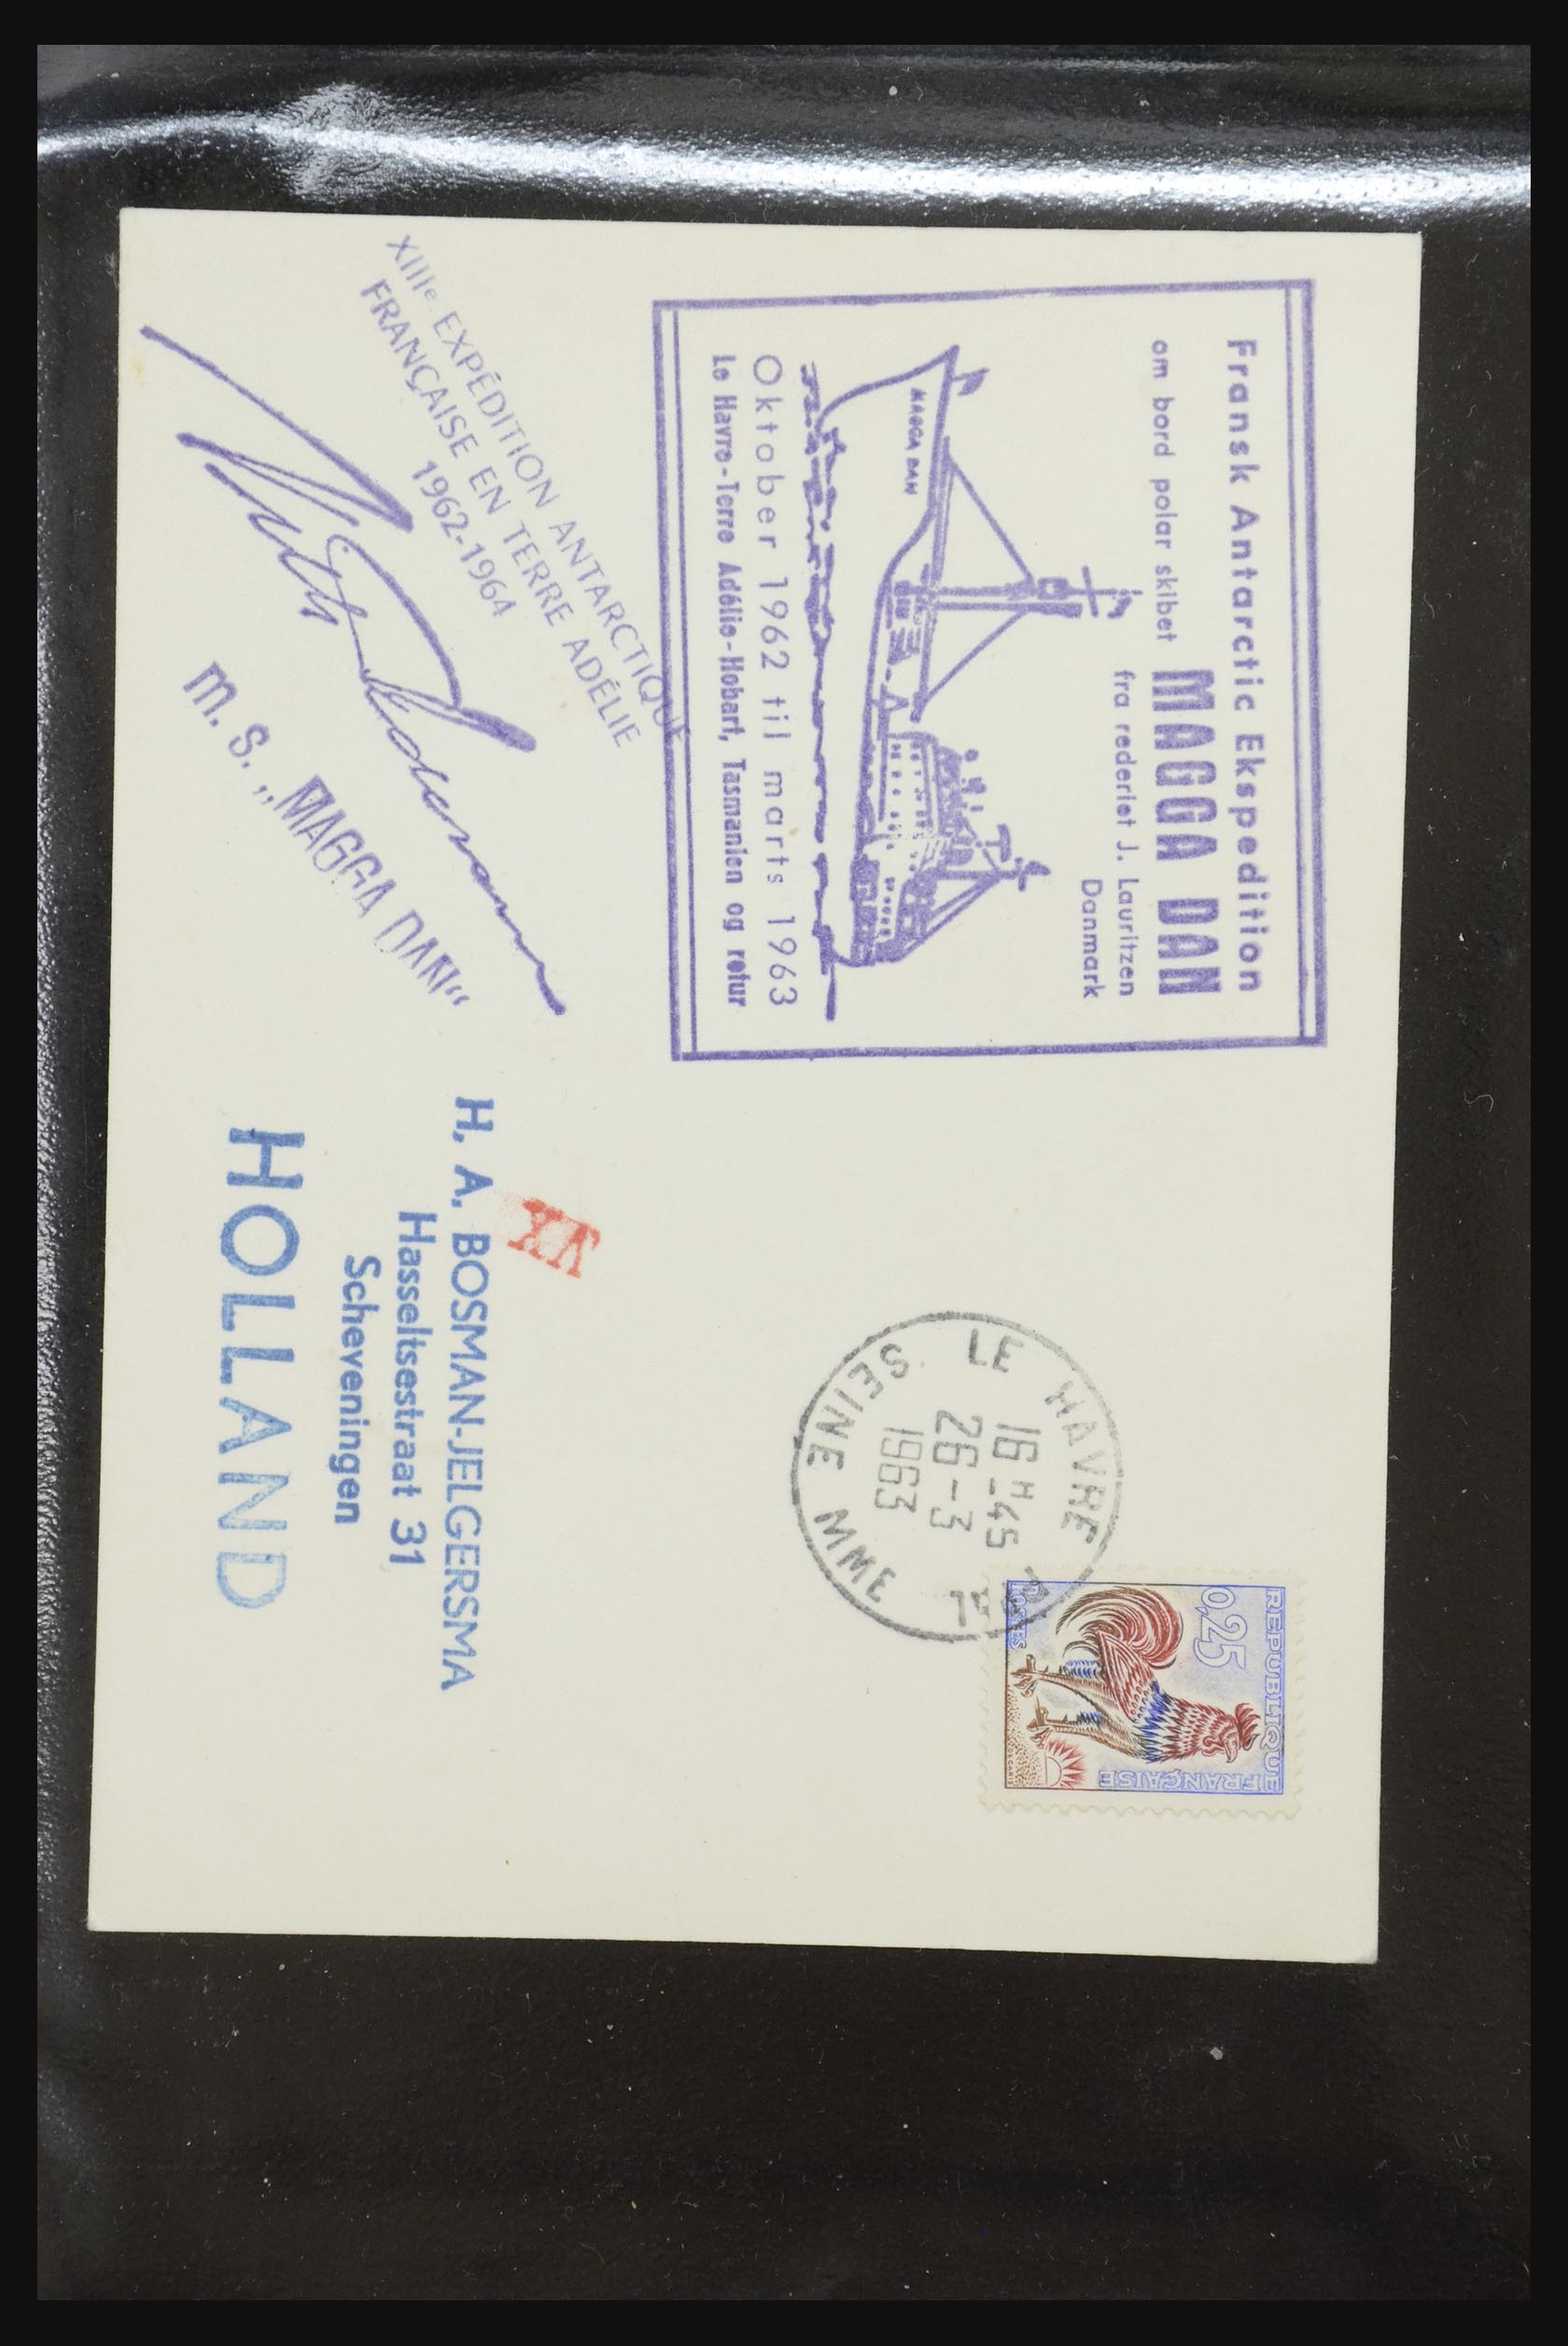 Fransk Antarctic Ekspedition
om bord polar skibet MAGGA DAN
fra rederiet J. Lauritzen
Danmark
MAGGA DAN
Oktober 1962 til marts 1963
Le Havre-Terre Adélie-Hobart, Tasmanien og retur
XIIIe EXPÉDITION ANTARCTIQUE
FRANÇAISE EN TERRE ADÉLIE
1962-1964
m. S. „MAGGA DAN“
REPUBLIQUE FRANÇAISE
0,25
POSTES
LE HAVRE
16H-45
26-3
1963
SEINE MME
XX
H. A. BOSMAN-JELGERSMA
Hasseltsestraat 31
Scheveningen
HOLLAND